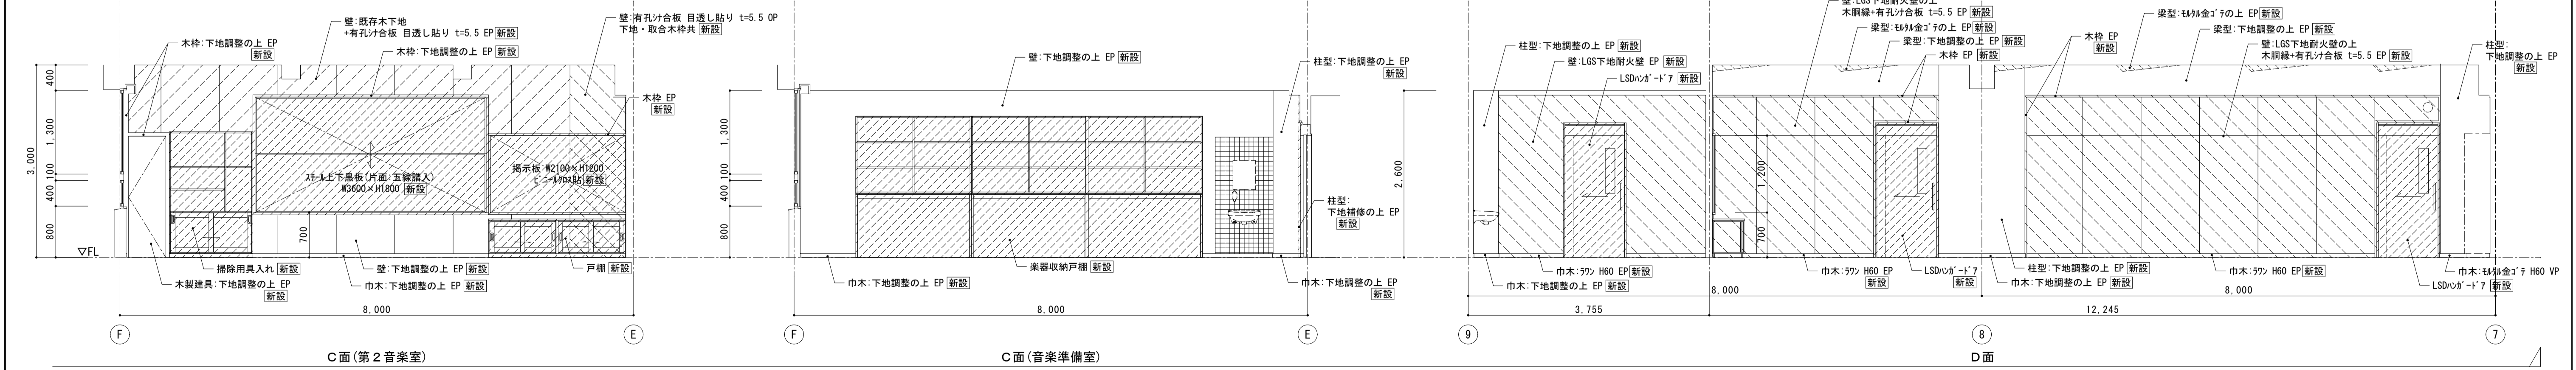 壁:既存木下地
+有孔ｼﾅ合板 目透し貼り t=5.5 EP 新設
壁:有孔ｼﾅ合板 目透し貼り t=5.5 OP
下地・取合木枠共 新設
木枠:下地調整の上 EP
新設
木枠:下地調整の上 EP 新設
木枠 EP
新設
3,000
400
1,300
100
400
800
▽FL
ｽﾁｰﾙ上下黒板(片面:五線譜入)
W3600×H1800 新設
掲示板 W2100×H1200
ﾋﾞﾆｰﾙｸﾛｽ貼 新設
700
掃除用具入れ 新設
木製建具:下地調整の上 EP
新設
壁:下地調整の上 EP 新設
巾木:下地調整の上 EP 新設
戸棚 新設
8,000
F
E
C面(第2音楽室)
壁:下地調整の上 EP 新設
柱型:下地調整の上 EP
新設
1,300
100
400
800
2,600
柱型:
下地補修の上 EP
新設
巾木:下地調整の上 EP 新設
楽器収納戸棚 新設
巾木:下地調整の上 EP
新設
8,000
F
E
C面(音楽準備室)
壁:LGS下地耐火壁の上
木胴縁+有孔ｼﾅ合板 t=5.5 EP 新設
梁型:ﾓﾙﾀﾙ金ｺﾞﾃの上 EP 新設
梁型:下地調整の上 EP 新設
木枠 EP 新設
柱型:下地調整の上 EP 新設
壁:LGS下地耐火壁 EP 新設
LSDﾊﾝｶﾞｰﾄﾞｱ 新設
木枠 EP
新設
梁型:ﾓﾙﾀﾙ金ｺﾞﾃの上 EP 新設
梁型:下地調整の上 EP 新設
壁:LGS下地耐火壁の上
木胴縁+有孔ｼﾅ合板 t=5.5 EP 新設
柱型:
下地調整の上 EP
新設
1,200
700
巾木:ﾗﾜﾝ H60 EP 新設
巾木:下地調整の上 EP 新設
巾木:ﾗﾜﾝ H60 EP
新設
LSDﾊﾝｶﾞｰﾄﾞｱ
新設
柱型:下地調整の上 EP 新設
巾木:下地調整の上 EP 新設
巾木:ﾗﾜﾝ H60 EP 新設
巾木:ﾓﾙﾀﾙ金ｺﾞﾃ H60 VP
LSDﾊﾝｶﾞｰﾄﾞｱ 新設
8,000
8,000
3,755
12,245
9
8
7
D面